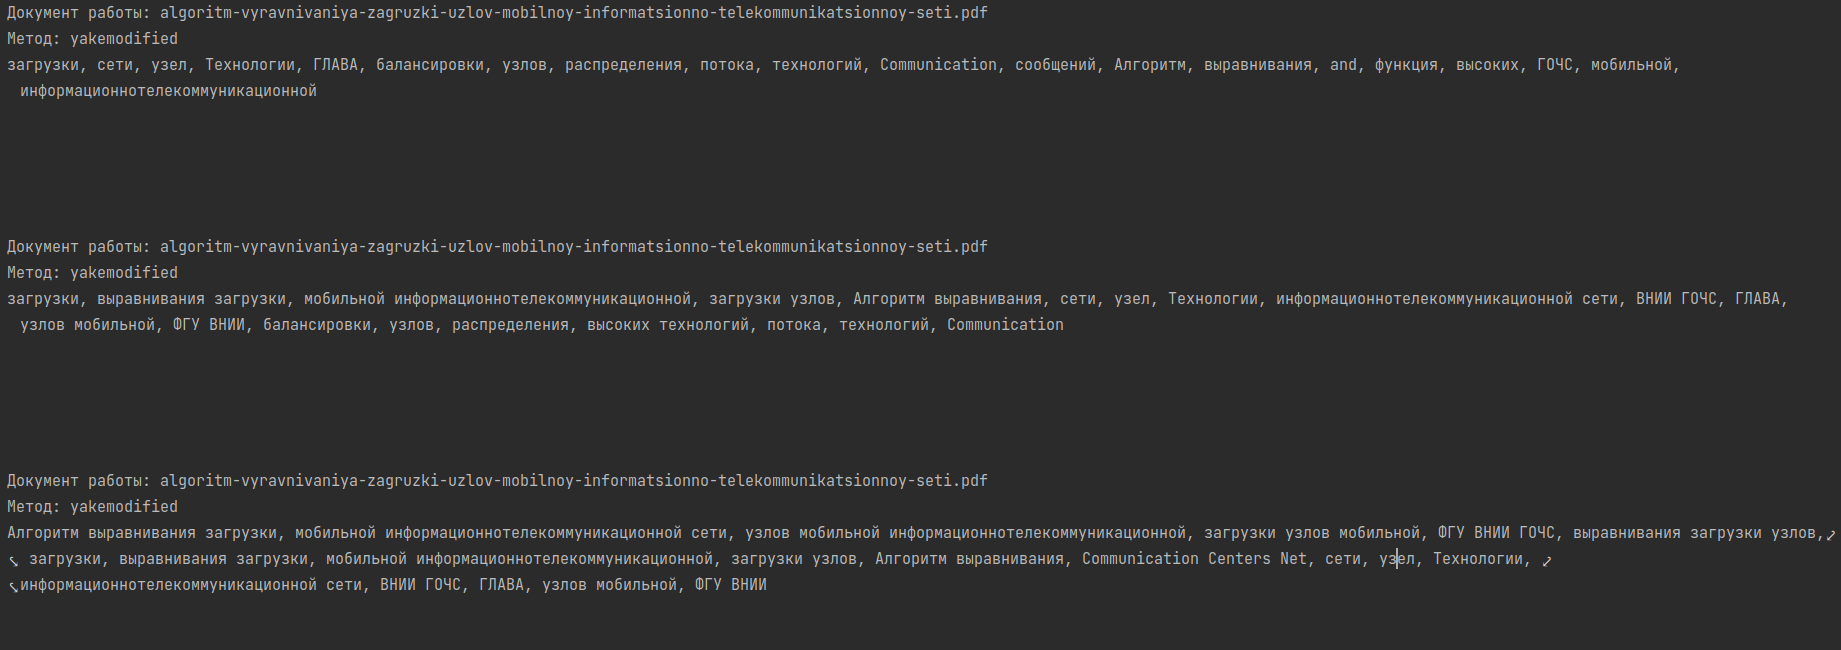 Документ работы: algoritm-vyravnivaniya-zagruzki-uzlov-mobilnoy-informatsionno-telekommunikatsionnoy-seti.pdf
Метод: yakemodified
загрузки, сети, узел, Технологии, ГЛАВА, балансировки, узлов, распределения, потока, технологий, Communication, сообщений, Алгоритм, выравнивания, and, функция, высоких, ГОЧС, мобильной,
информационнотелекоммуникационной
Документ работы: algoritm-vyravnivaniya-zagruzki-uzlov-mobilnoy-informatsionno-telekommunikatsionnoy-seti.pdf
Метод: yakemodified
загрузки, выравнивания загрузки, мобильной информационнотелекоммуникационной, загрузки узлов, Алгоритм выравнивания, сети, узел, Технологии, информационнотелекоммуникационной сети, ВНИИ ГОЧС, ГЛАВА,
узлов мобильной, ФГУ ВНИИ, балансировки, узлов, распределения, высоких технологий, потока, технологий, Communication
Документ работы: algoritm-vyravnivaniya-zagruzki-uzlov-mobilnoy-informatsionno-telekommunikatsionnoy-seti.pdf
Метод: yakemodified
Алгоритм выравнивания загрузки, мобильной информационнотелекоммуникационной сети, узлов мобильной информационнотелекоммуникационной, загрузки узлов мобильной, ФГУ ВНИИ ГОЧС, выравнивания загрузки узлов,
загрузки, выравнивания загрузки, мобильной информационнотелекоммуникационной, загрузки узлов, Алгоритм выравнивания, Communication Centers Net, сети, узел, Технологии,
информационнотелекоммуникационной сети, ВНИИ ГОЧС, ГЛАВА, узлов мобильной, ФГУ ВНИИ